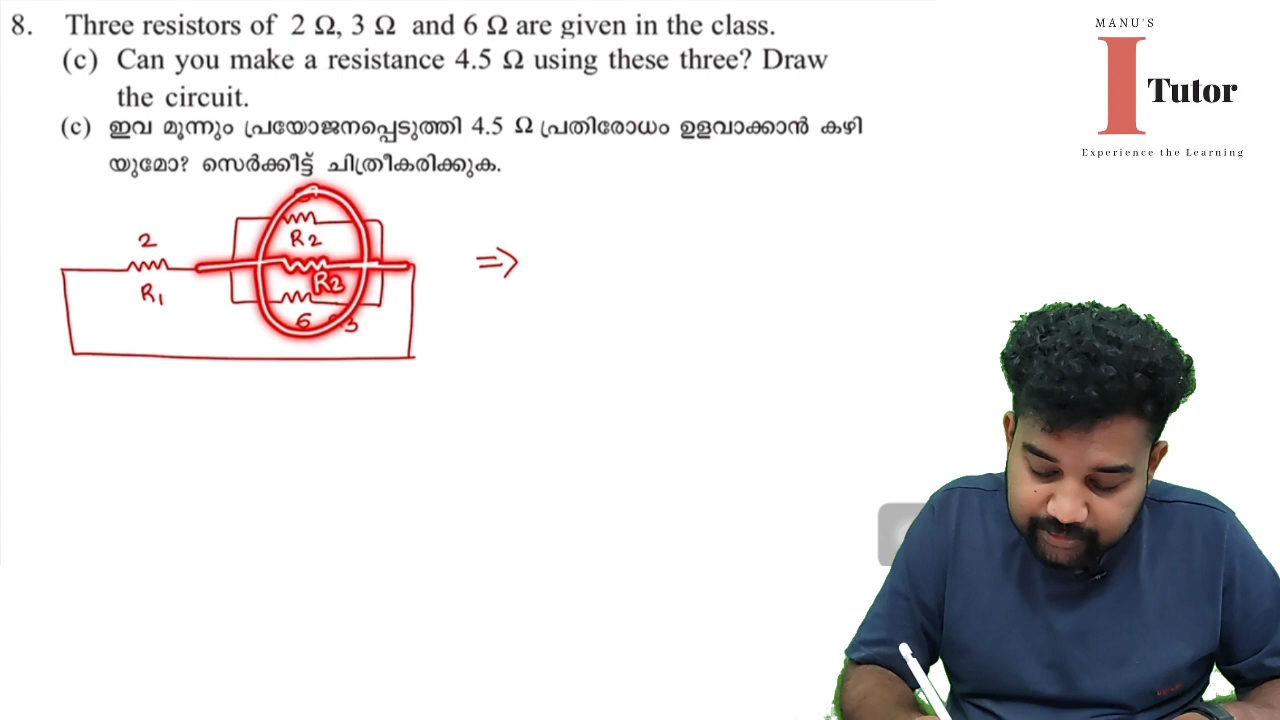 8. Three resistors of 2 Ω, 3 Ω and 6 Ω are given in the class.
(c) Can you make a resistance 4.5 Ω using these three? Draw
the circuit.
(c) ഇവ മൂന്നും പ്രയോജനപ്പെടുത്തി 4.5 Ω പ്രതിരോധം ഉളവാക്കാൻ കഴി
യുമോ? സെർക്കീട്ട് ചിത്രീകരിക്കുക.
MANU'S
I Tutor
Experience the Learning
2
R1
R2
R2
6 3
⇒